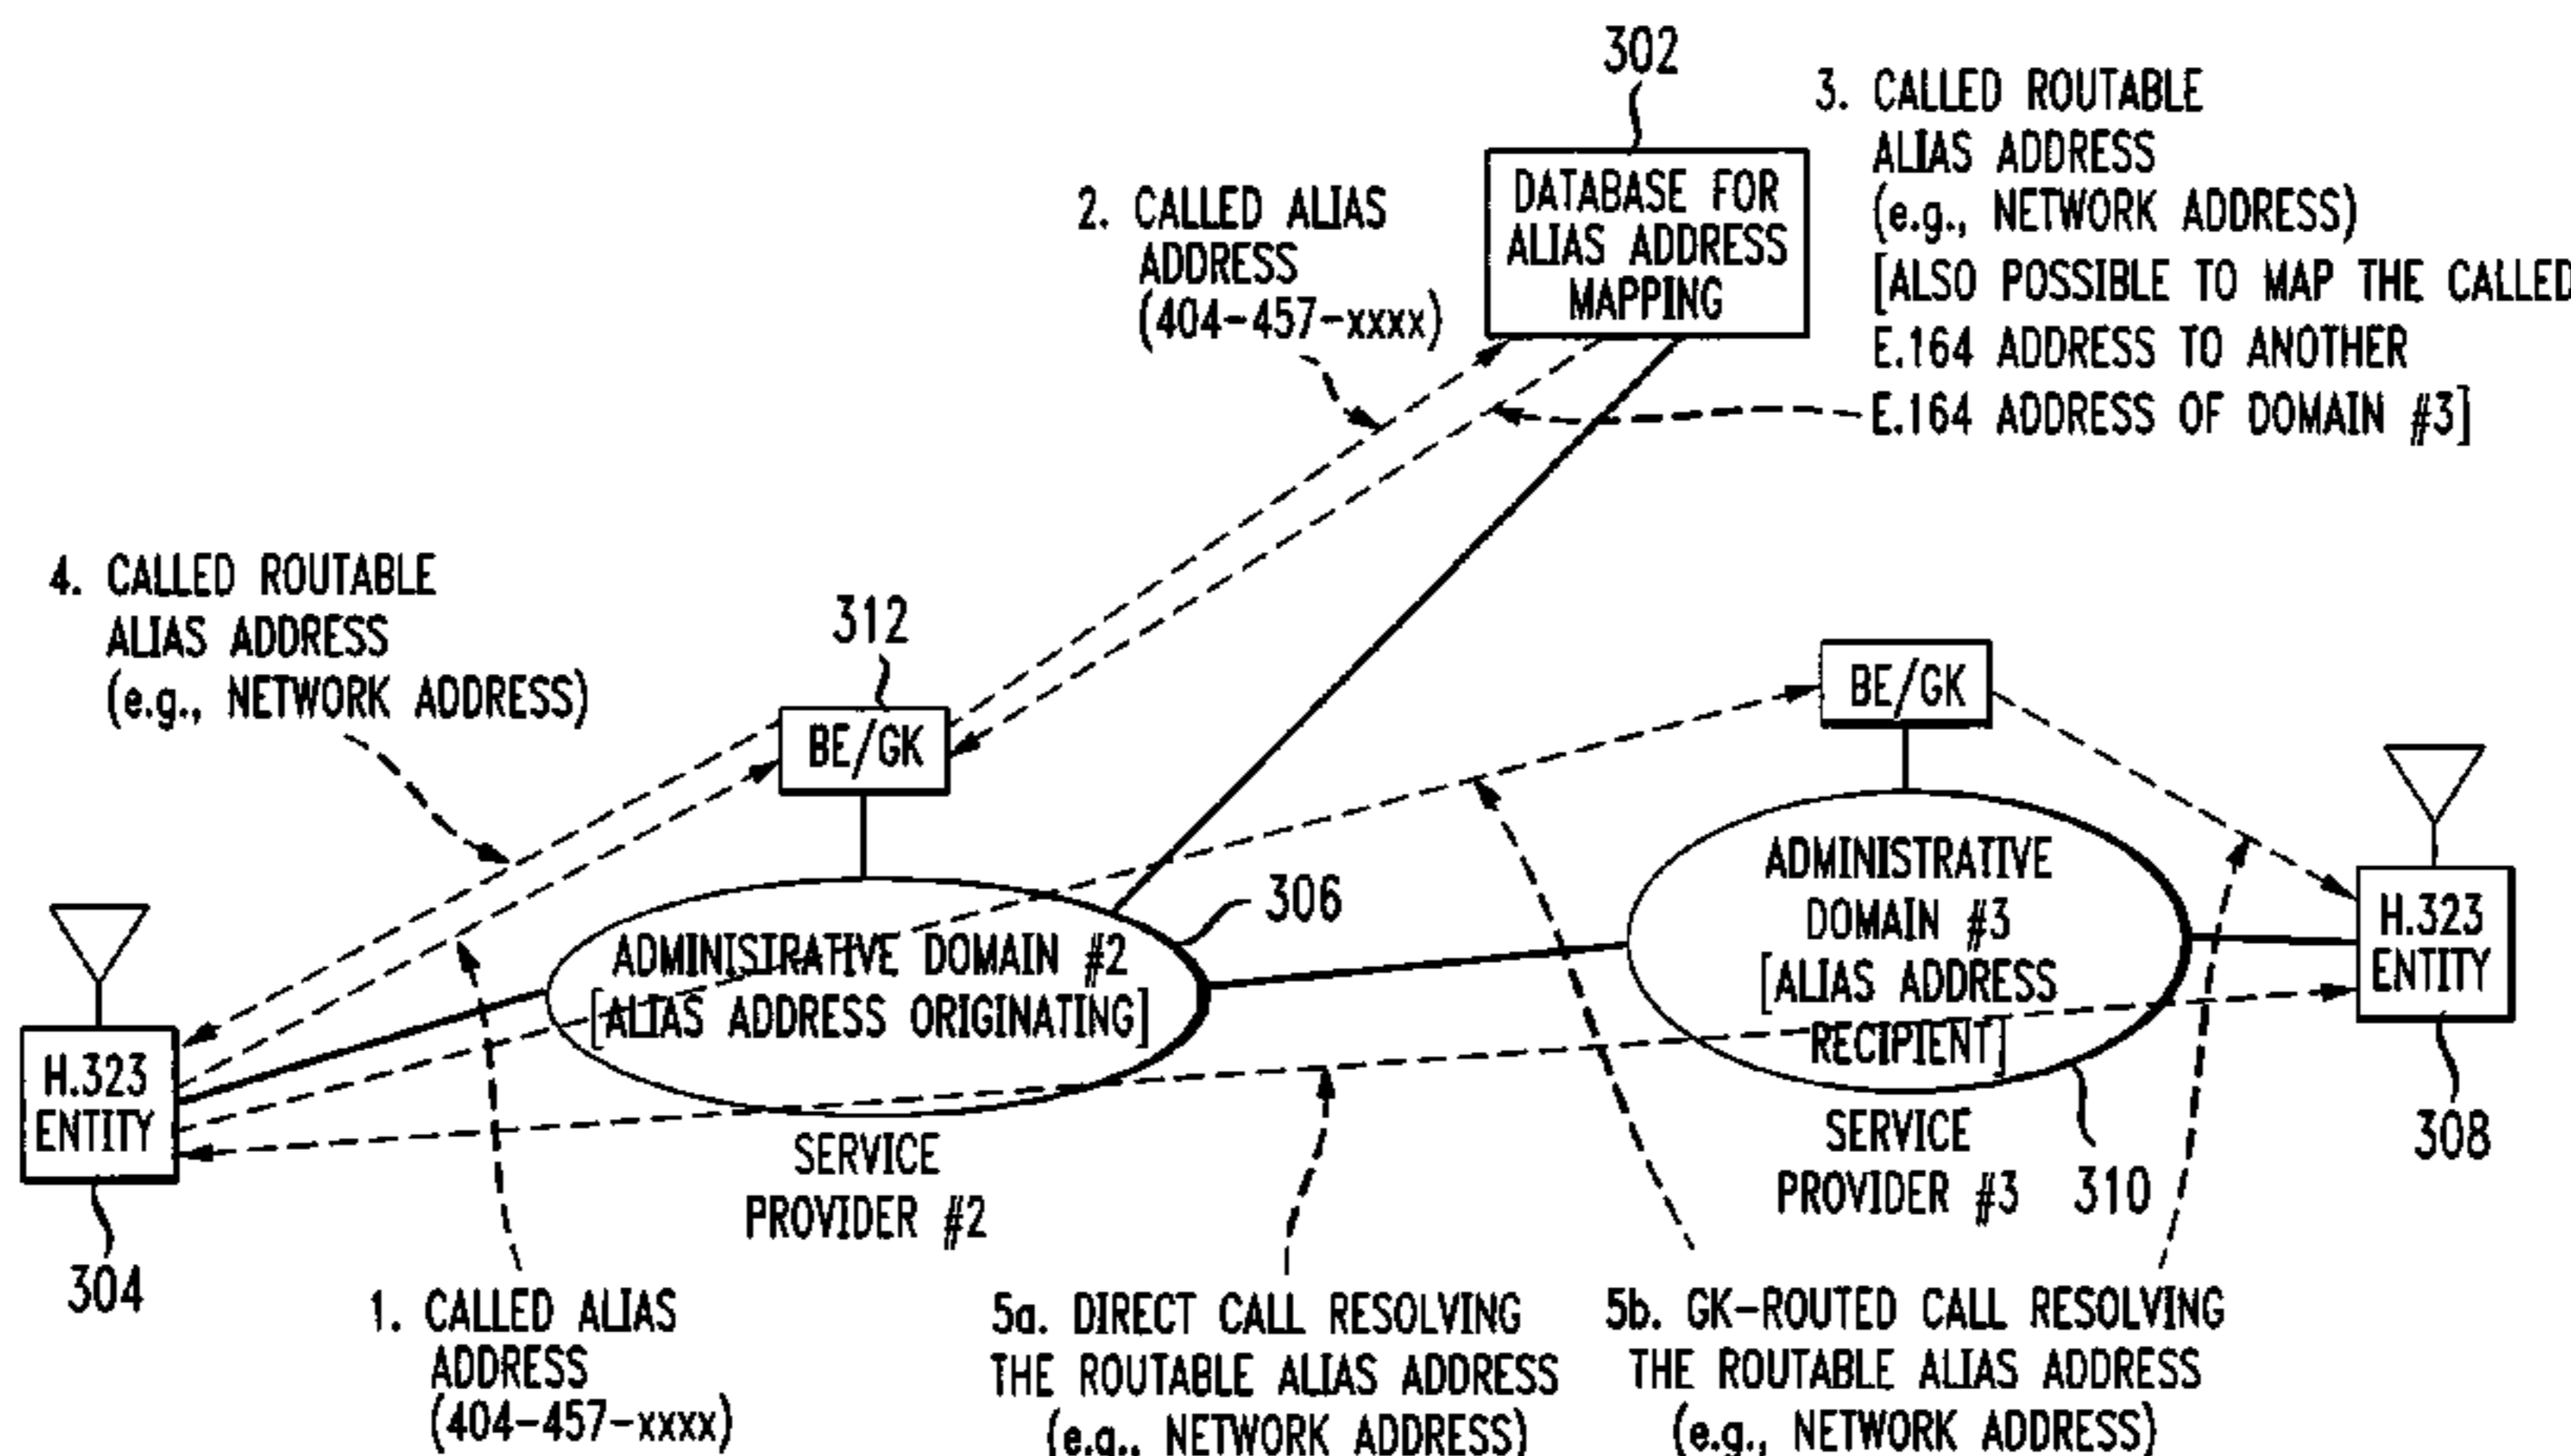 302
3. CALLED ROUTABLE
ALIAS ADDRESS
(e.g., NETWORK ADDRESS)
[ALSO POSSIBLE TO MAP THE CALLED
E.164 ADDRESS TO ANOTHER
E.164 ADDRESS OF DOMAIN #3]
DATABASE FOR
ALIAS ADDRESS
MAPPING
2. CALLED ALIAS
ADDRESS
(404-457-xxxx)
4. CALLED ROUTABLE
ALIAS ADDRESS
(e.g., NETWORK ADDRESS)
312
BE/GK
BE/GK
306
ADMINISTRATIVE DOMAIN #2
[ALIAS ADDRESS ORIGINATING]
SERVICE
PROVIDER #2
ADMINISTRATIVE
DOMAIN #3
[ALIAS ADDRESS
RECIPIENT]
SERVICE
PROVIDER #3
310
H.323
ENTITY
308
H.323
ENTITY
304
1. CALLED ALIAS
ADDRESS
(404-457-xxxx)
5a. DIRECT CALL RESOLVING
THE ROUTABLE ALIAS ADDRESS
(e.g., NETWORK ADDRESS)
5b. GK-ROUTED CALL RESOLVING
THE ROUTABLE ALIAS ADDRESS
(e.g., NETWORK ADDRESS)